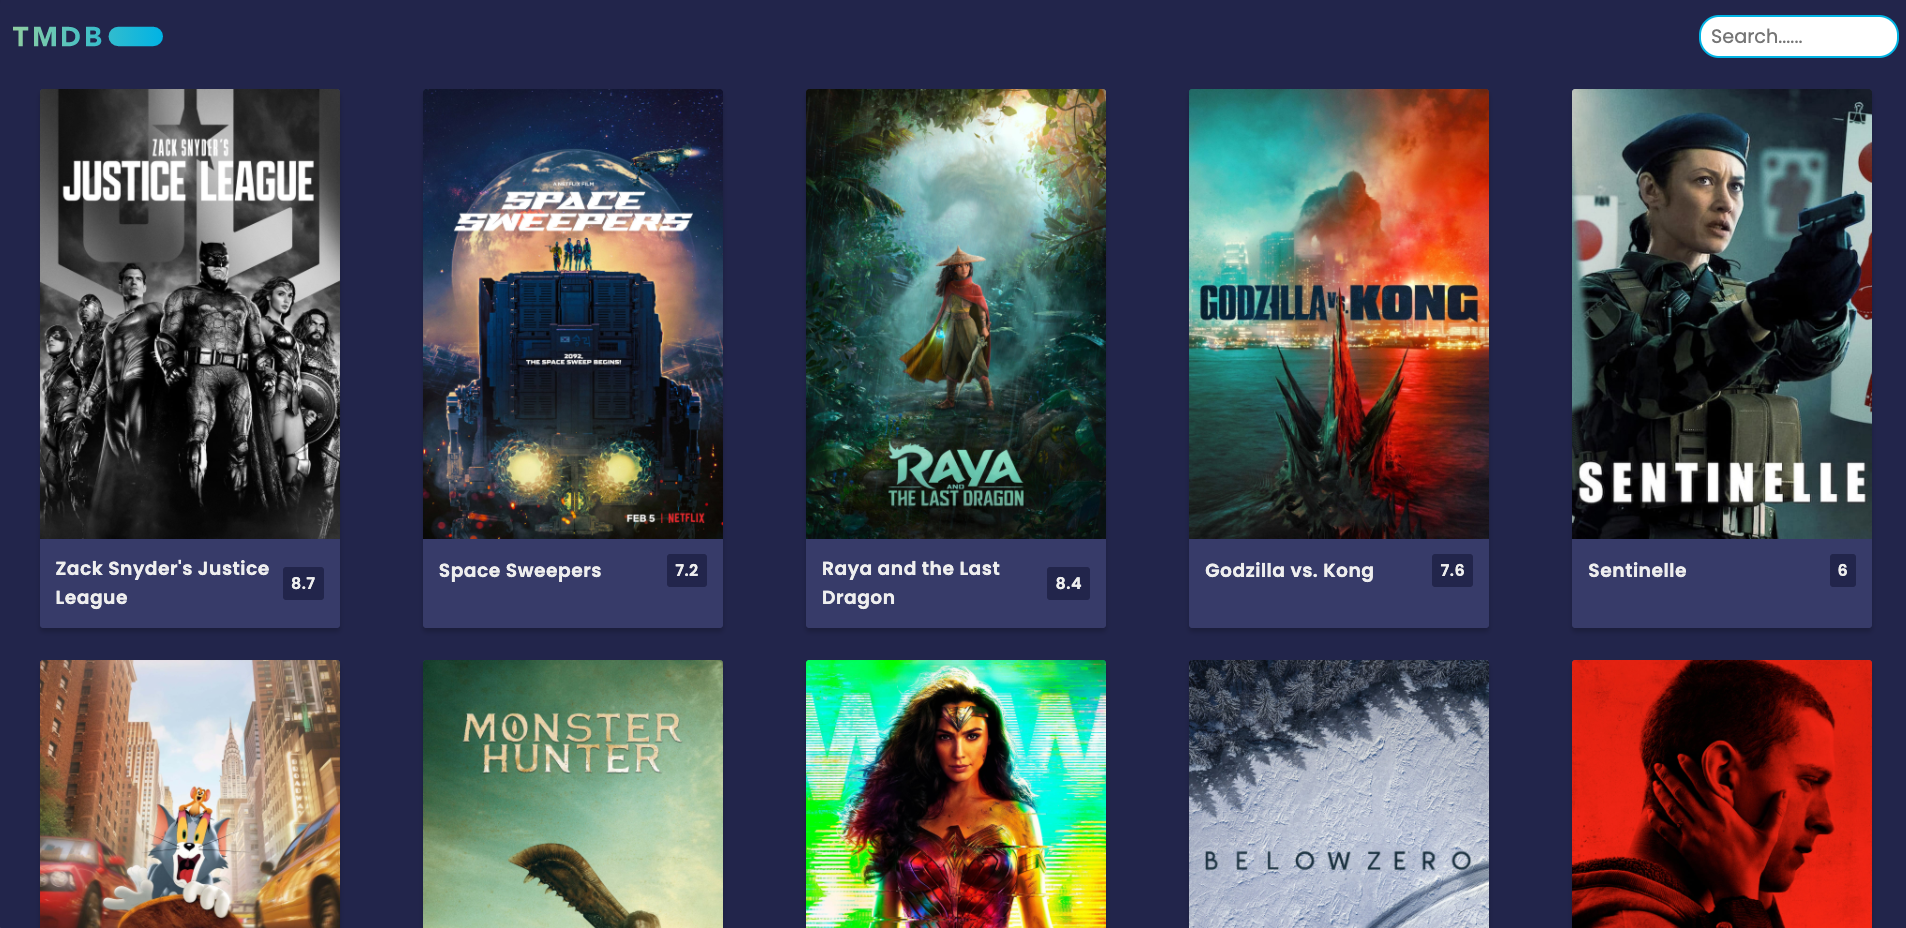 TMDB
Search......
ZACK SNYDER'S
JUSTICE LEAGUE
A NETFLIX FILM
SPACE
SWEEPERS
2092,
THE SPACE SWEEP BEGINS!
FEB 5 | NETFLIX
RAYA
AND
THE LAST DRAGON
GODZILLA vs. KONG
SENTINELLE
Zack Snyder's Justice
League
8.7
Space Sweepers
7.2
Raya and the Last
Dragon
8.4
Godzilla vs. Kong
7.6
Sentinelle
6
MONSTER
HUNTER
BELOW ZERO